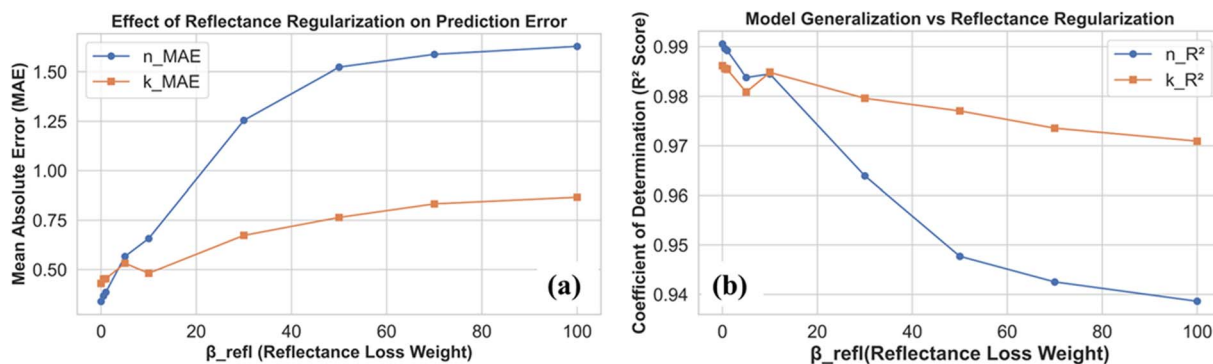 Effect of Reflectance Regularization on Prediction Error
n_MAE
k_MAE
Mean Absolute Error (MAE)
1.50
1.25
1.00
0.75
0.50
0 20 40 60 80 100
β_refl (Reflectance Loss Weight)
(a)
Model Generalization vs Reflectance Regularization
n_R²
k_R²
Coefficient of Determination (R² Score)
0.99
0.98
0.97
0.96
0.95
0.94
0 20 40 60 80 100
β_refl(Reflectance Loss Weight)
(b)